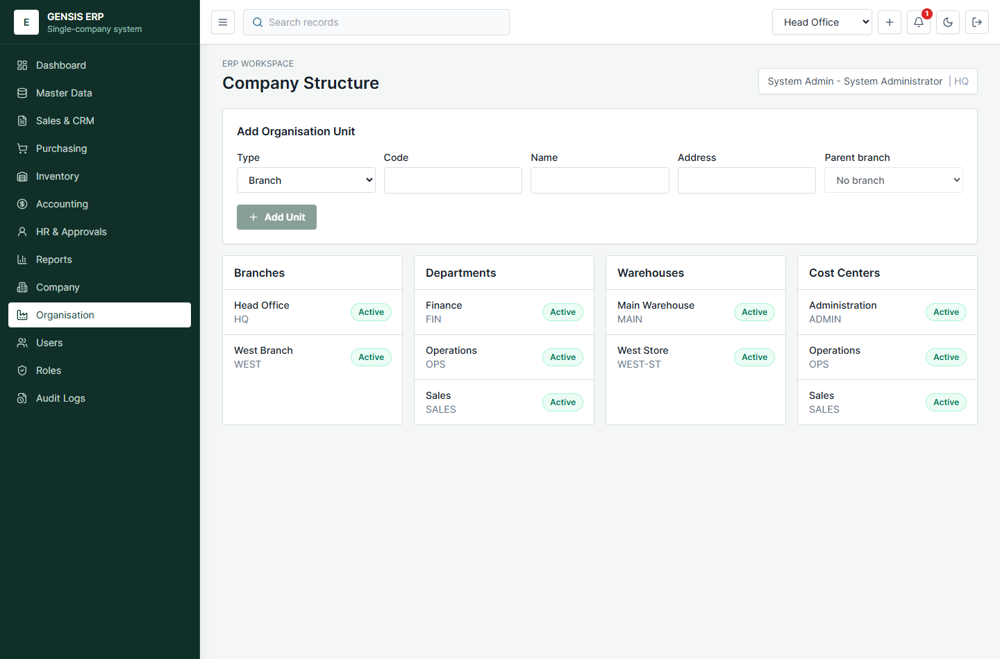 E
GENSIS ERP
Single-company system
Dashboard
Master Data
Sales & CRM
Purchasing
Inventory
Accounting
HR & Approvals
Reports
Company
Organisation
Users
Roles
Audit Logs
Search records
Head Office
1
ERP WORKSPACE
Company Structure
System Admin - System Administrator | HQ
Add Organisation Unit
Type
Code
Name
Address
Parent branch
Branch
No branch
+ Add Unit
Branches
Head Office
HQ
Active
West Branch
WEST
Active
Departments
Finance
FIN
Active
Operations
OPS
Active
Sales
SALES
Active
Warehouses
Main Warehouse
MAIN
Active
West Store
WEST-ST
Active
Cost Centers
Administration
ADMIN
Active
Operations
OPS
Active
Sales
SALES
Active